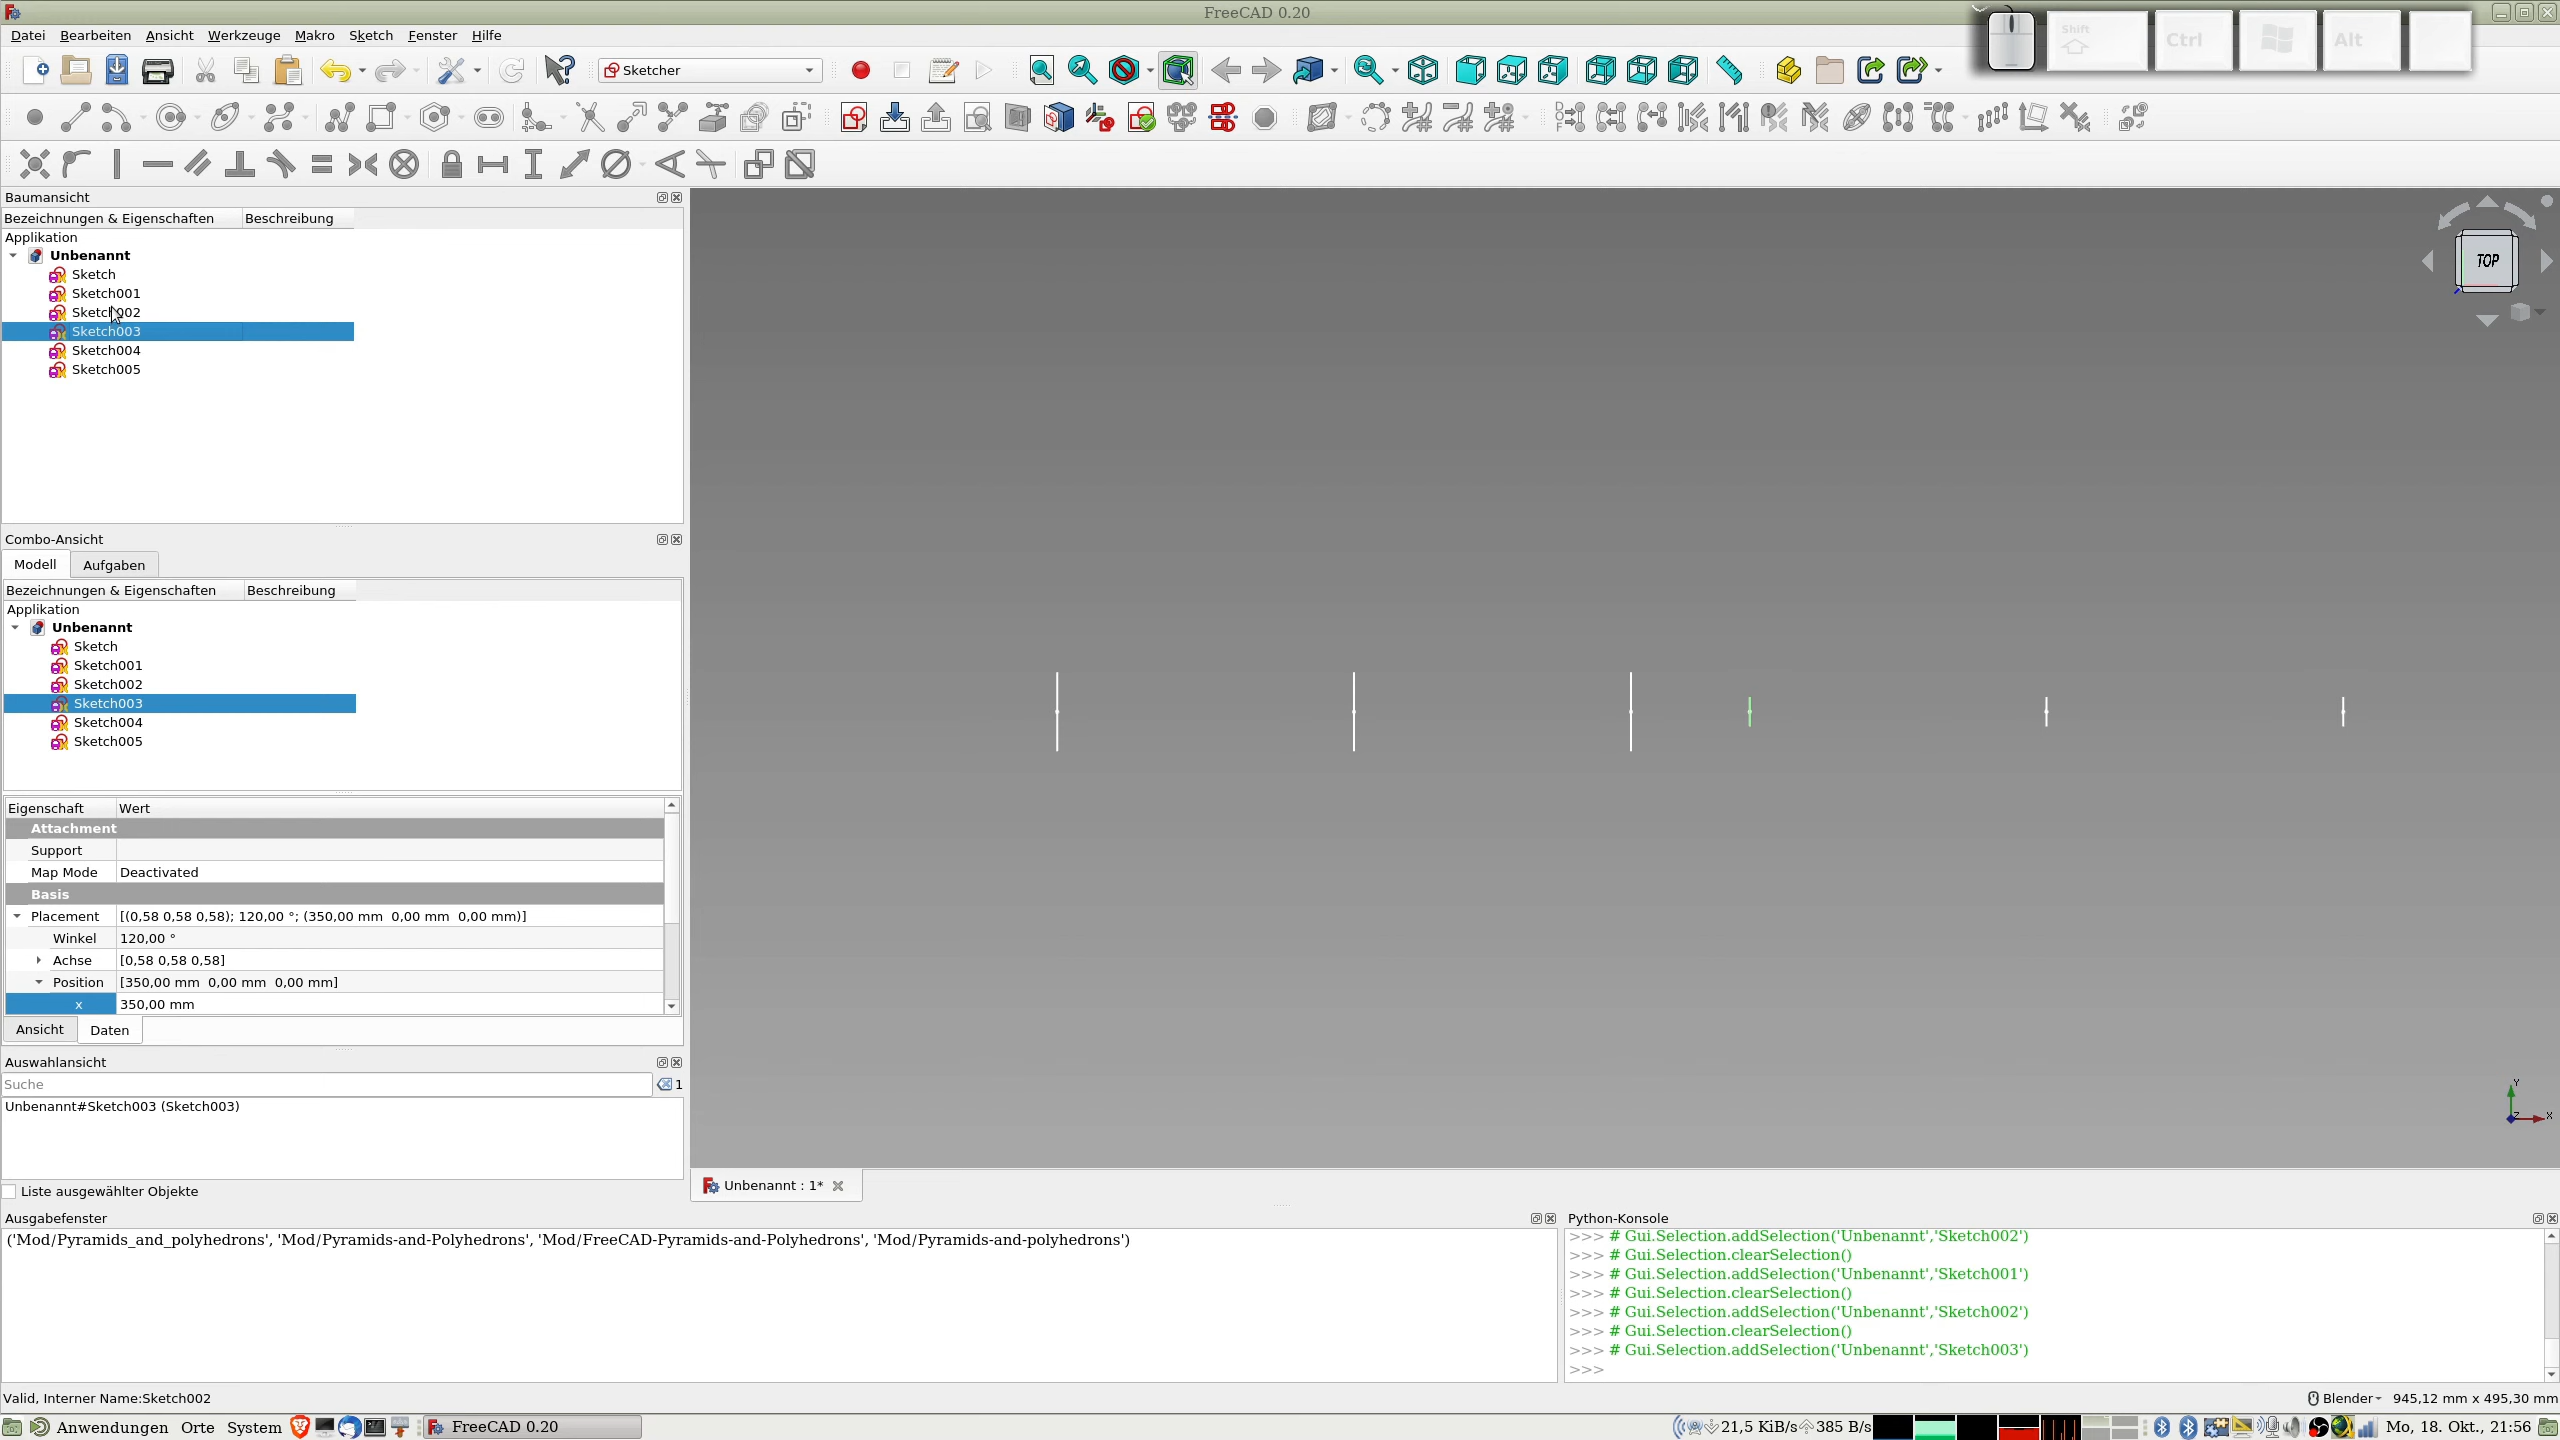 FreeCAD 0.20
Datei Bearbeiten Ansicht Werkzeuge Makro Sketch Fenster Hilfe
Shift Ctrl Alt
Sketcher
Baumansicht
Bezeichnungen & Eigenschaften Beschreibung
Applikation
Unbenannt
Sketch
Sketch001
Sketch002
Sketch003
Sketch004
Sketch005
TOP
Combo-Ansicht
Modell Aufgaben
Bezeichnungen & Eigenschaften Beschreibung
Applikation
Unbenannt
Sketch
Sketch001
Sketch002
Sketch003
Sketch004
Sketch005
Eigenschaft Wert
Attachment
Support
Map Mode Deactivated
Basis
Placement [(0,58 0,58 0,58); 120,00 °; (350,00 mm 0,00 mm 0,00 mm)]
Winkel 120,00 °
Achse [0,58 0,58 0,58]
Position [350,00 mm 0,00 mm 0,00 mm]
x 350,00 mm
Ansicht Daten
Auswahlansicht
Suche 1
Unbenannt#Sketch003 (Sketch003)
Liste ausgewählter Objekte
Y
Z X
Unbenannt : 1*
Ausgabefenster
('Mod/Pyramids_and_polyhedrons', 'Mod/Pyramids-and-Polyhedrons', 'Mod/FreeCAD-Pyramids-and-Polyhedrons', 'Mod/Pyramids-and-polyhedrons')
Python-Konsole
>>> # Gui.Selection.addSelection('Unbenannt','Sketch002')
>>> # Gui.Selection.clearSelection()
>>> # Gui.Selection.addSelection('Unbenannt','Sketch001')
>>> # Gui.Selection.clearSelection()
>>> # Gui.Selection.addSelection('Unbenannt','Sketch002')
>>> # Gui.Selection.clearSelection()
>>> # Gui.Selection.addSelection('Unbenannt','Sketch003')
>>>
Valid, Interner Name:Sketch002
Blender 945,12 mm x 495,30 mm
Anwendungen Orte System FreeCAD 0.20 21,5 KiB/s 385 B/s Mo, 18. Okt., 21:56